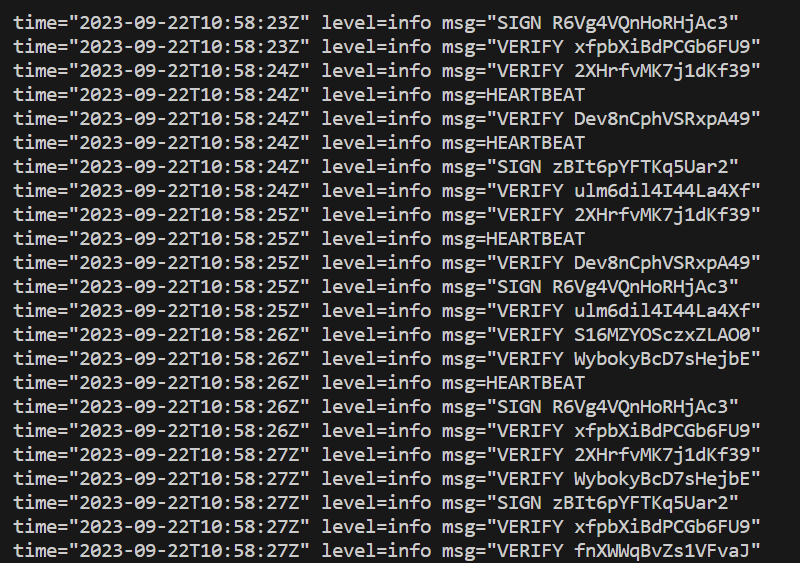 time="2023-09-22T10:58:23Z" level=info msg="SIGN R6Vg4VQnHoRHjAc3"
time="2023-09-22T10:58:23Z" level=info msg="VERIFY xfpbXiBdPCGb6FU9"
time="2023-09-22T10:58:24Z" level=info msg="VERIFY 2XHrfvMK7j1dKf39"
time="2023-09-22T10:58:24Z" level=info msg=HEARTBEAT
time="2023-09-22T10:58:24Z" level=info msg="VERIFY Dev8nCphVSRxpA49"
time="2023-09-22T10:58:24Z" level=info msg=HEARTBEAT
time="2023-09-22T10:58:24Z" level=info msg="SIGN zBIt6pYFTKq5Uar2"
time="2023-09-22T10:58:24Z" level=info msg="VERIFY ulm6dil4I44La4Xf"
time="2023-09-22T10:58:25Z" level=info msg="VERIFY 2XHrfvMK7j1dKf39"
time="2023-09-22T10:58:25Z" level=info msg=HEARTBEAT
time="2023-09-22T10:58:25Z" level=info msg="VERIFY Dev8nCphVSRxpA49"
time="2023-09-22T10:58:25Z" level=info msg="SIGN R6Vg4VQnHoRHjAc3"
time="2023-09-22T10:58:25Z" level=info msg="VERIFY ulm6dil4I44La4Xf"
time="2023-09-22T10:58:26Z" level=info msg="VERIFY S16MZYOSczxZLAO0"
time="2023-09-22T10:58:26Z" level=info msg="VERIFY WybokyBcD7sHejbE"
time="2023-09-22T10:58:26Z" level=info msg=HEARTBEAT
time="2023-09-22T10:58:26Z" level=info msg="SIGN R6Vg4VQnHoRHjAc3"
time="2023-09-22T10:58:26Z" level=info msg="VERIFY xfpbXiBdPCGb6FU9"
time="2023-09-22T10:58:27Z" level=info msg="VERIFY 2XHrfvMK7j1dKf39"
time="2023-09-22T10:58:27Z" level=info msg="VERIFY WybokyBcD7sHejbE"
time="2023-09-22T10:58:27Z" level=info msg="SIGN zBIt6pYFTKq5Uar2"
time="2023-09-22T10:58:27Z" level=info msg="VERIFY xfpbXiBdPCGb6FU9"
time="2023-09-22T10:58:27Z" level=info msg="VERIFY fnXWWqBvZs1VFvaJ"